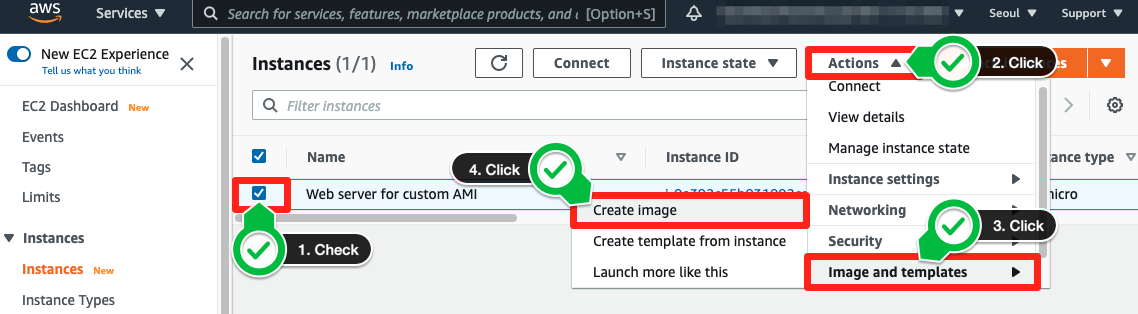 aws
Services ▼
Search for services, features, marketplace products, and d [Option+S]
Seoul ▼
Support ▼
New EC2 Experience
Tell us what you think
EC2 Dashboard New
Events
Tags
Limits
Instances
Instances New
Instance Types
Instances (1/1) Info
Connect
Instance state ▼
Actions ▲
2. Click
Filter instances
Connect
View details
Manage instance state
Instance settings
Networking
Security
Image and templates
3. Click
Name
Instance ID
type
4. Click
Web server for custom AMI
micro
1. Check
Create image
Create template from instance
Launch more like this